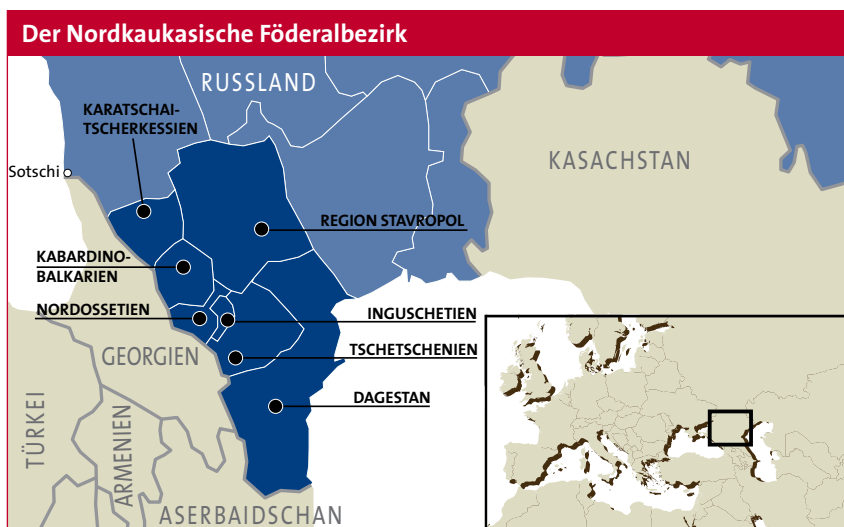 Der Nordkaukasische Föderalbezirk
RUSSLAND
KARATSCHAI-
TSCHERKESSIEN
KASACHSTAN
Sotschi
REGION STAVROPOL
KABARDINO-
BALKARIEN
NORDOSSETIEN
INGUSCHETIEN
GEORGIEN
TSCHETSCHENIEN
DAGESTAN
TÜRKEI
ARMENIEN
ASERBAIDSCHAN